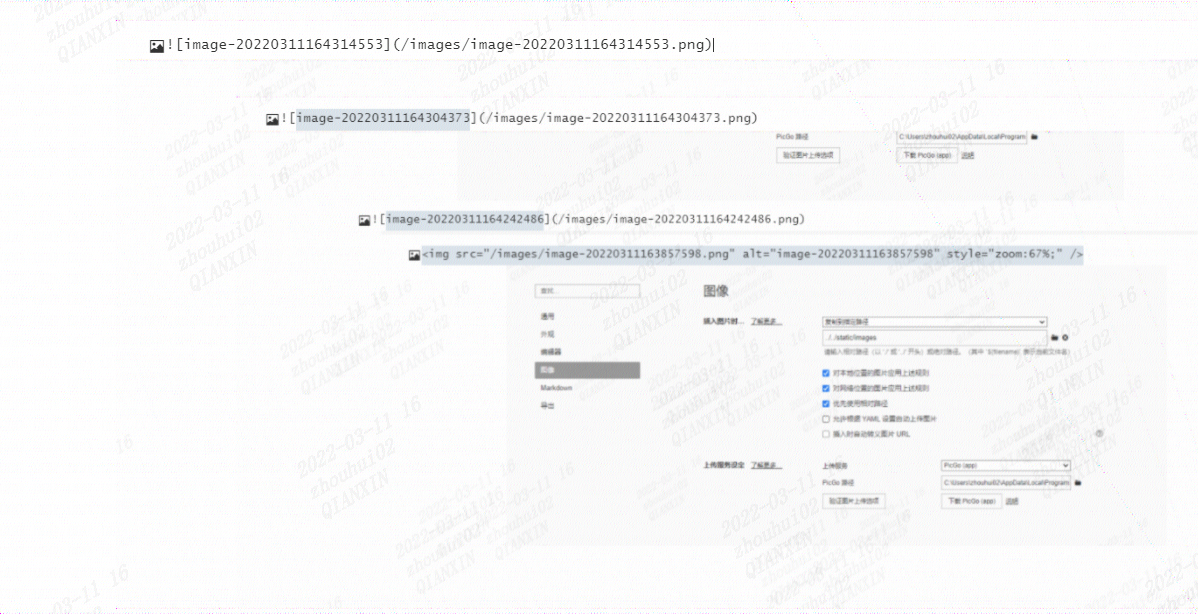 ![image-20220311164314553](/images/image-20220311164314553.png)
![image-20220311164304373](/images/image-20220311164304373.png)
PicGo 路径 C:\Users\zhouhui02\AppData\Local\Program
验证图片上传选项 下载 PicGo (app) 选择
![image-20220311164242486](/images/image-20220311164242486.png)
<img src="/images/image-20220311163857598.png" alt="image-20220311163857598" style="zoom:67%;" />
图像
通用
插入图片时... 了解更多...
复制到指定路径
外观
./../static/images
编辑器
图像
对本地位置的图片应用上述规则
Markdown
对网络位置的图片应用上述规则
导出
优先使用相对路径
允许根据 YAML 设置自动上传图片
插入时自动转义图片 URL
上传服务设定 了解更多...
上传服务 PicGo (app)
PicGo 路径 C:\Users\zhouhui02\AppData\Local\Program
验证图片上传选项 下载 PicGo (app)
2022-03-11 16
zhouhui02
QIANXIN